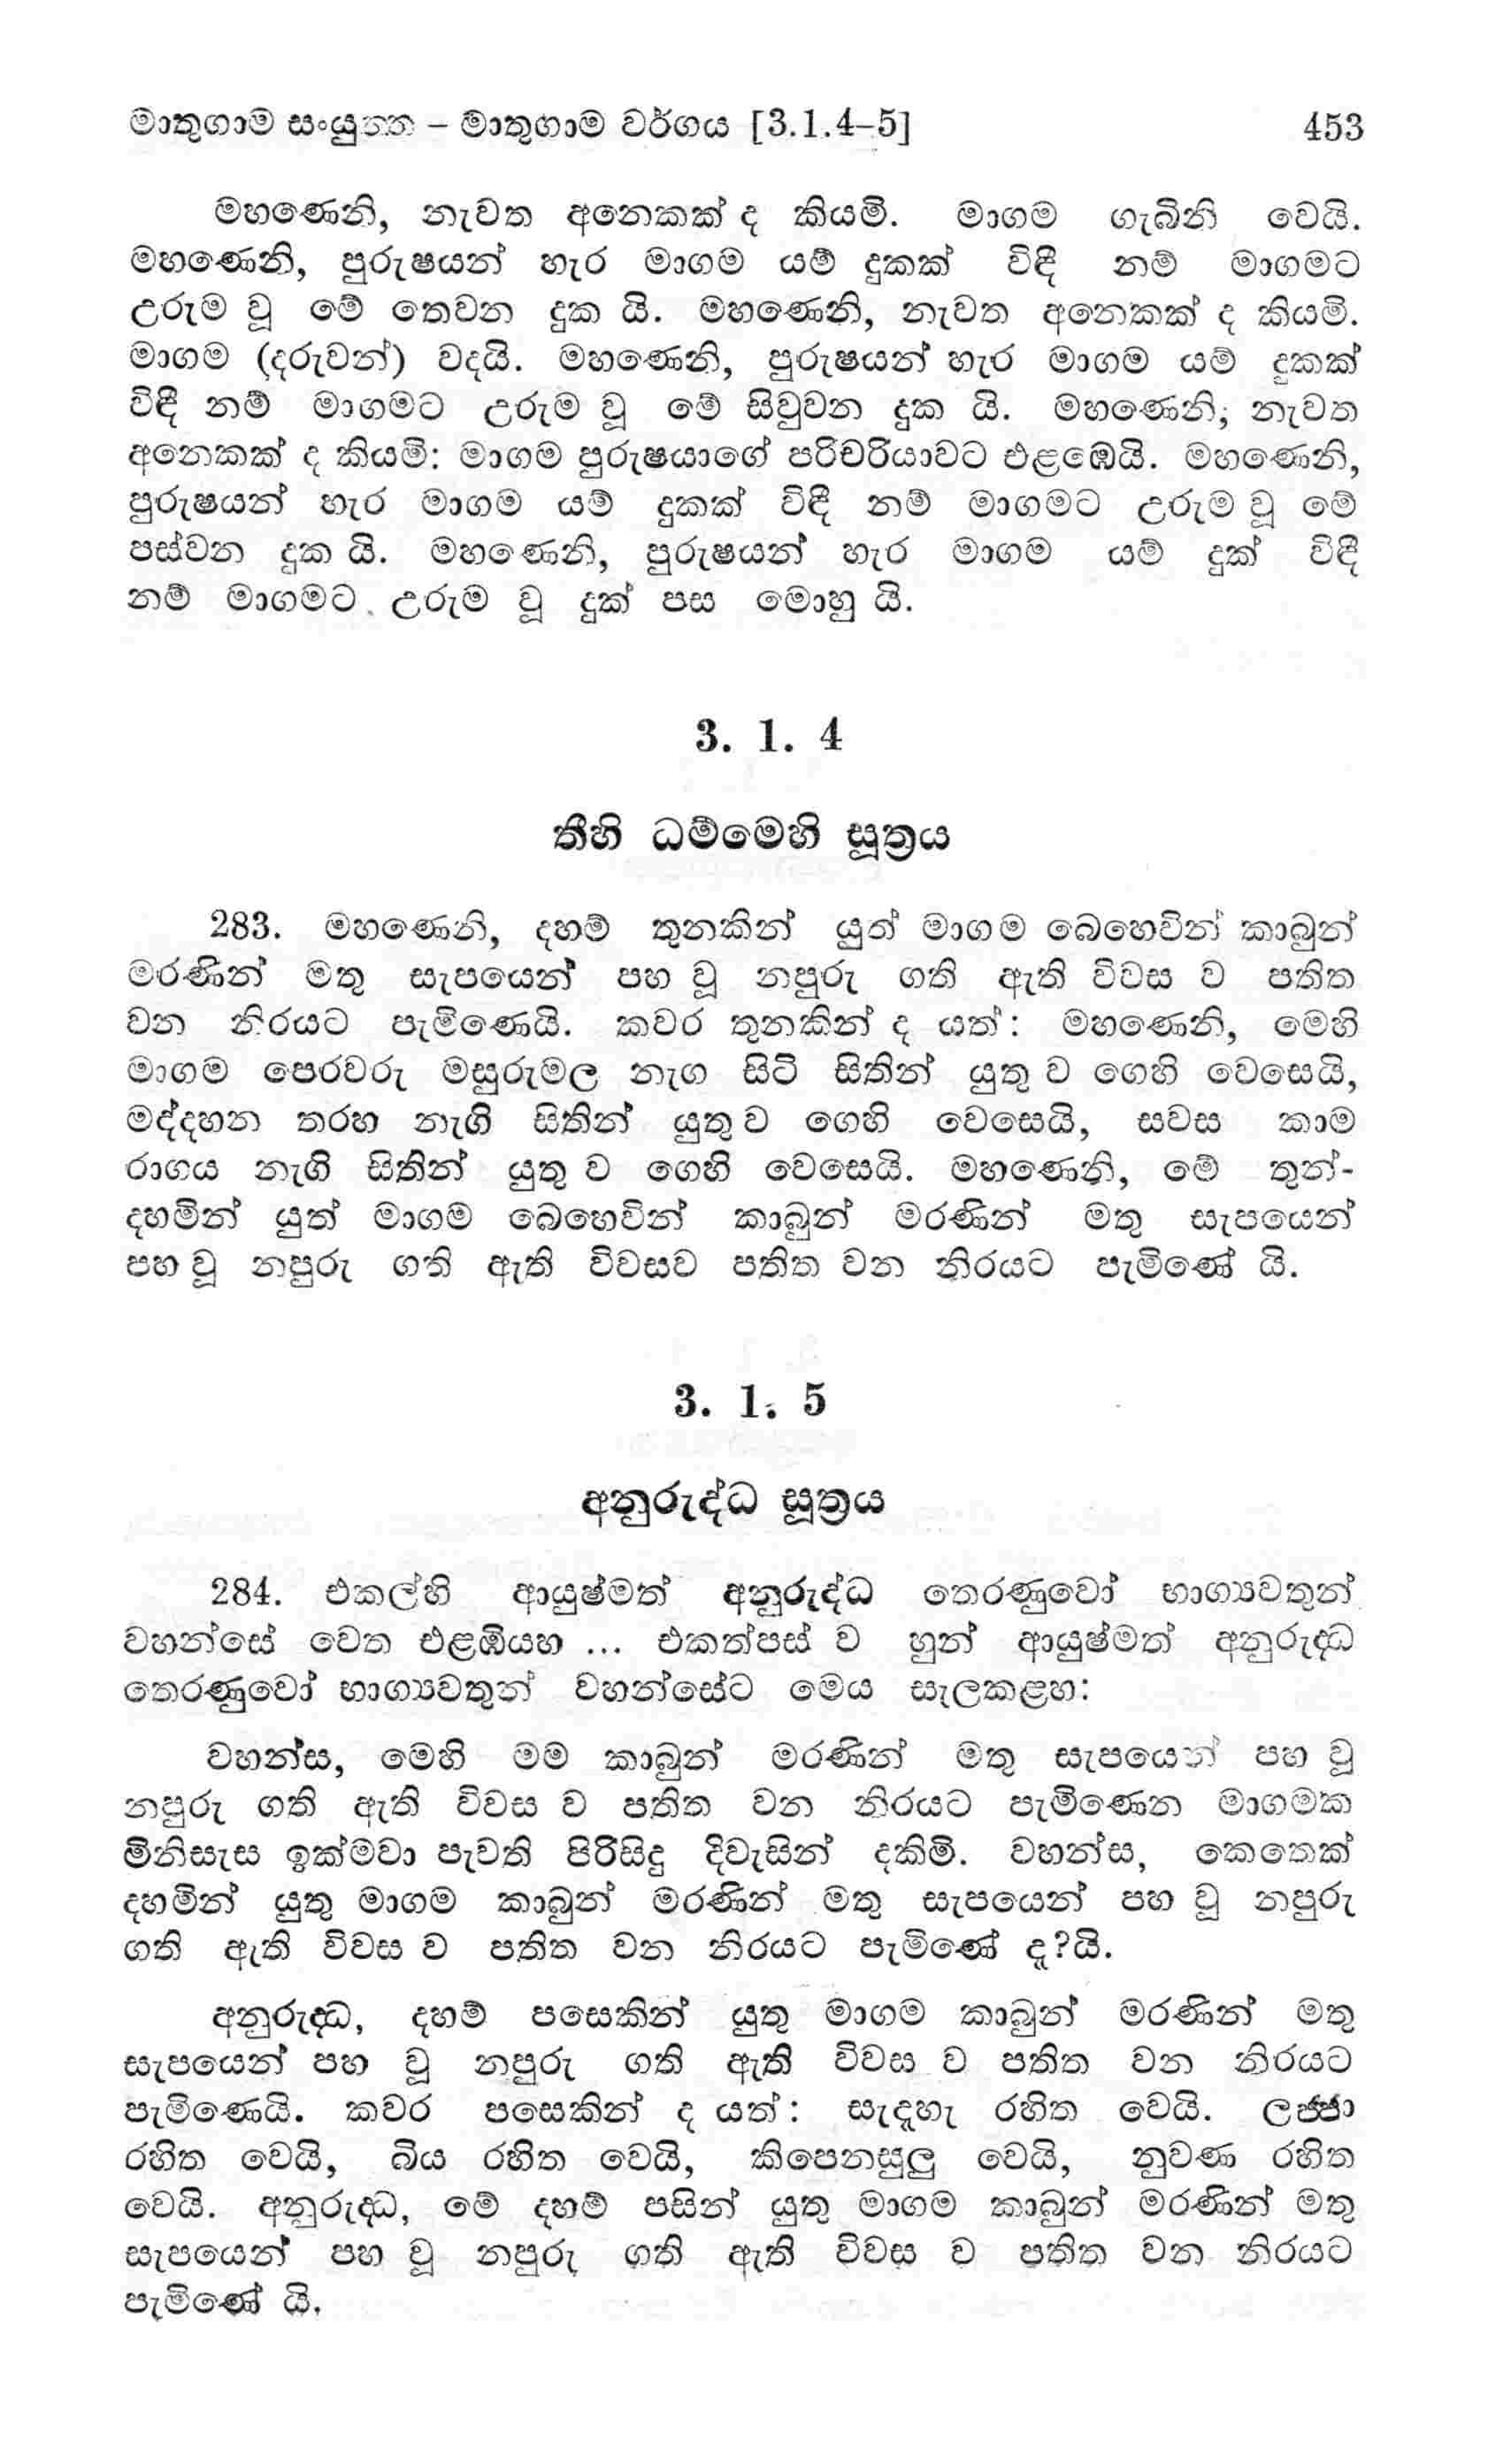 මාතුගාම සංයුත්ත – මාතුගාම වර්ගය [3.1.4–5] 453
මහණෙනි, නැවත අනෙකක් ද කියමි. මාගම ගැබිනි වෙයි.
මහණෙනි, පුරුෂයන් හැර මාගම යම් දුකක් විඳී නම් මාගමට
උරුම වූ මේ තෙවන දුක යි. මහණෙනි, නැවත අනෙකක් ද කියමි.
මාගම (දරුවන්) වදයි. මහණෙනි, පුරුෂයන් හැර මාගම යම් දුකක්
විඳී නම් මාගමට උරුම වූ මේ සිවුවන දුක යි. මහණෙනි, නැවත
අනෙකක් ද කියමි: මාගම පුරුෂයාගේ පරිචරියාවට එළඹෙයි. මහණෙනි,
පුරුෂයන් හැර මාගම යම් දුකක් විඳී නම් මාගමට උරුම වූ මේ
පස්වන දුක යි. මහණෙනි, පුරුෂයන් හැර මාගම යම් දුක් විඳී
නම් මාගමට උරුම වූ දුක් පස මොහු යි.
3. 1. 4
තීහි ධම්මෙහි සූත්‍රය
283. මහණෙනි, දහම් තුනකින් යුත් මාගම බෙහෙවින් කාබුන්
මරණින් මතු සැපයෙන් පහ වූ නපුරු ගති ඇති විවස ව පතිත
වන නිරයට පැමිණෙයි. කවර තුනකින් ද යත්: මහණෙනි, මෙහි
මාගම පෙරවරු මසුරුමල නැග සිටි සිතින් යුතු ව ගෙහි වෙසෙයි,
මද්දහන තරහ නැගි සිතින් යුතු ව ගෙහි වෙසෙයි, සවස කාම
රාගය නැගි සිතින් යුතු ව ගෙහි වෙසෙයි. මහණෙනි, මේ තුන්-
දහමින් යුත් මාගම බෙහෙවින් කාබුන් මරණින් මතු සැපයෙන්
පහ වූ නපුරු ගති ඇති විවසව පතිත වන නිරයට පැමිණේ යි.
3. 1. 5
අනුරුද්ධ සූත්‍රය
284. එකල්හි ආයුෂ්මත් අනුරුද්ධ තෙරණුවෝ භාග්‍යවතුන්
වහන්සේ වෙත එළඹියහ ... එකත්පස් ව හුන් ආයුෂ්මත් අනුරුද්ධ
තෙරණුවෝ භාග්‍යවතුන් වහන්සේට මෙය සැලකළහ:
වහන්ස, මෙහි මම කාබුන් මරණින් මතු සැපයෙන් පහ වූ
නපුරු ගති ඇති විවස ව පතිත වන නිරයට පැමිණෙන මාගමක
මිනිසැස ඉක්මවා පැවති පිරිසිදු දිවැසින් දකිමි. වහන්ස, කෙතෙක්
දහමින් යුතු මාගම කාබුන් මරණින් මතු සැපයෙන් පහ වූ නපුරු
ගති ඇති විවස ව පතිත වන නිරයට පැමිණේ දැ?යි.
අනුරුද්ධ, දහම් පසෙකින් යුතු මාගම කාබුන් මරණින් මතු
සැපයෙන් පහ වූ නපුරු ගති ඇති විවස ව පතිත වන නිරයට
පැමිණෙයි. කවර පසෙකින් ද යත්: සැදෑහැ රහිත වෙයි. ලජ්ජා
රහිත වෙයි, බිය රහිත වෙයි, කිපෙනසුලු වෙයි, නුවණ රහිත
වෙයි. අනුරුද්ධ, මේ දහම් පසින් යුතු මාගම කාබුන් මරණින් මතු
සැපයෙන් පහ වූ නපුරු ගති ඇති විවස ව පතිත වන නිරයට
පැමිණේ යි.